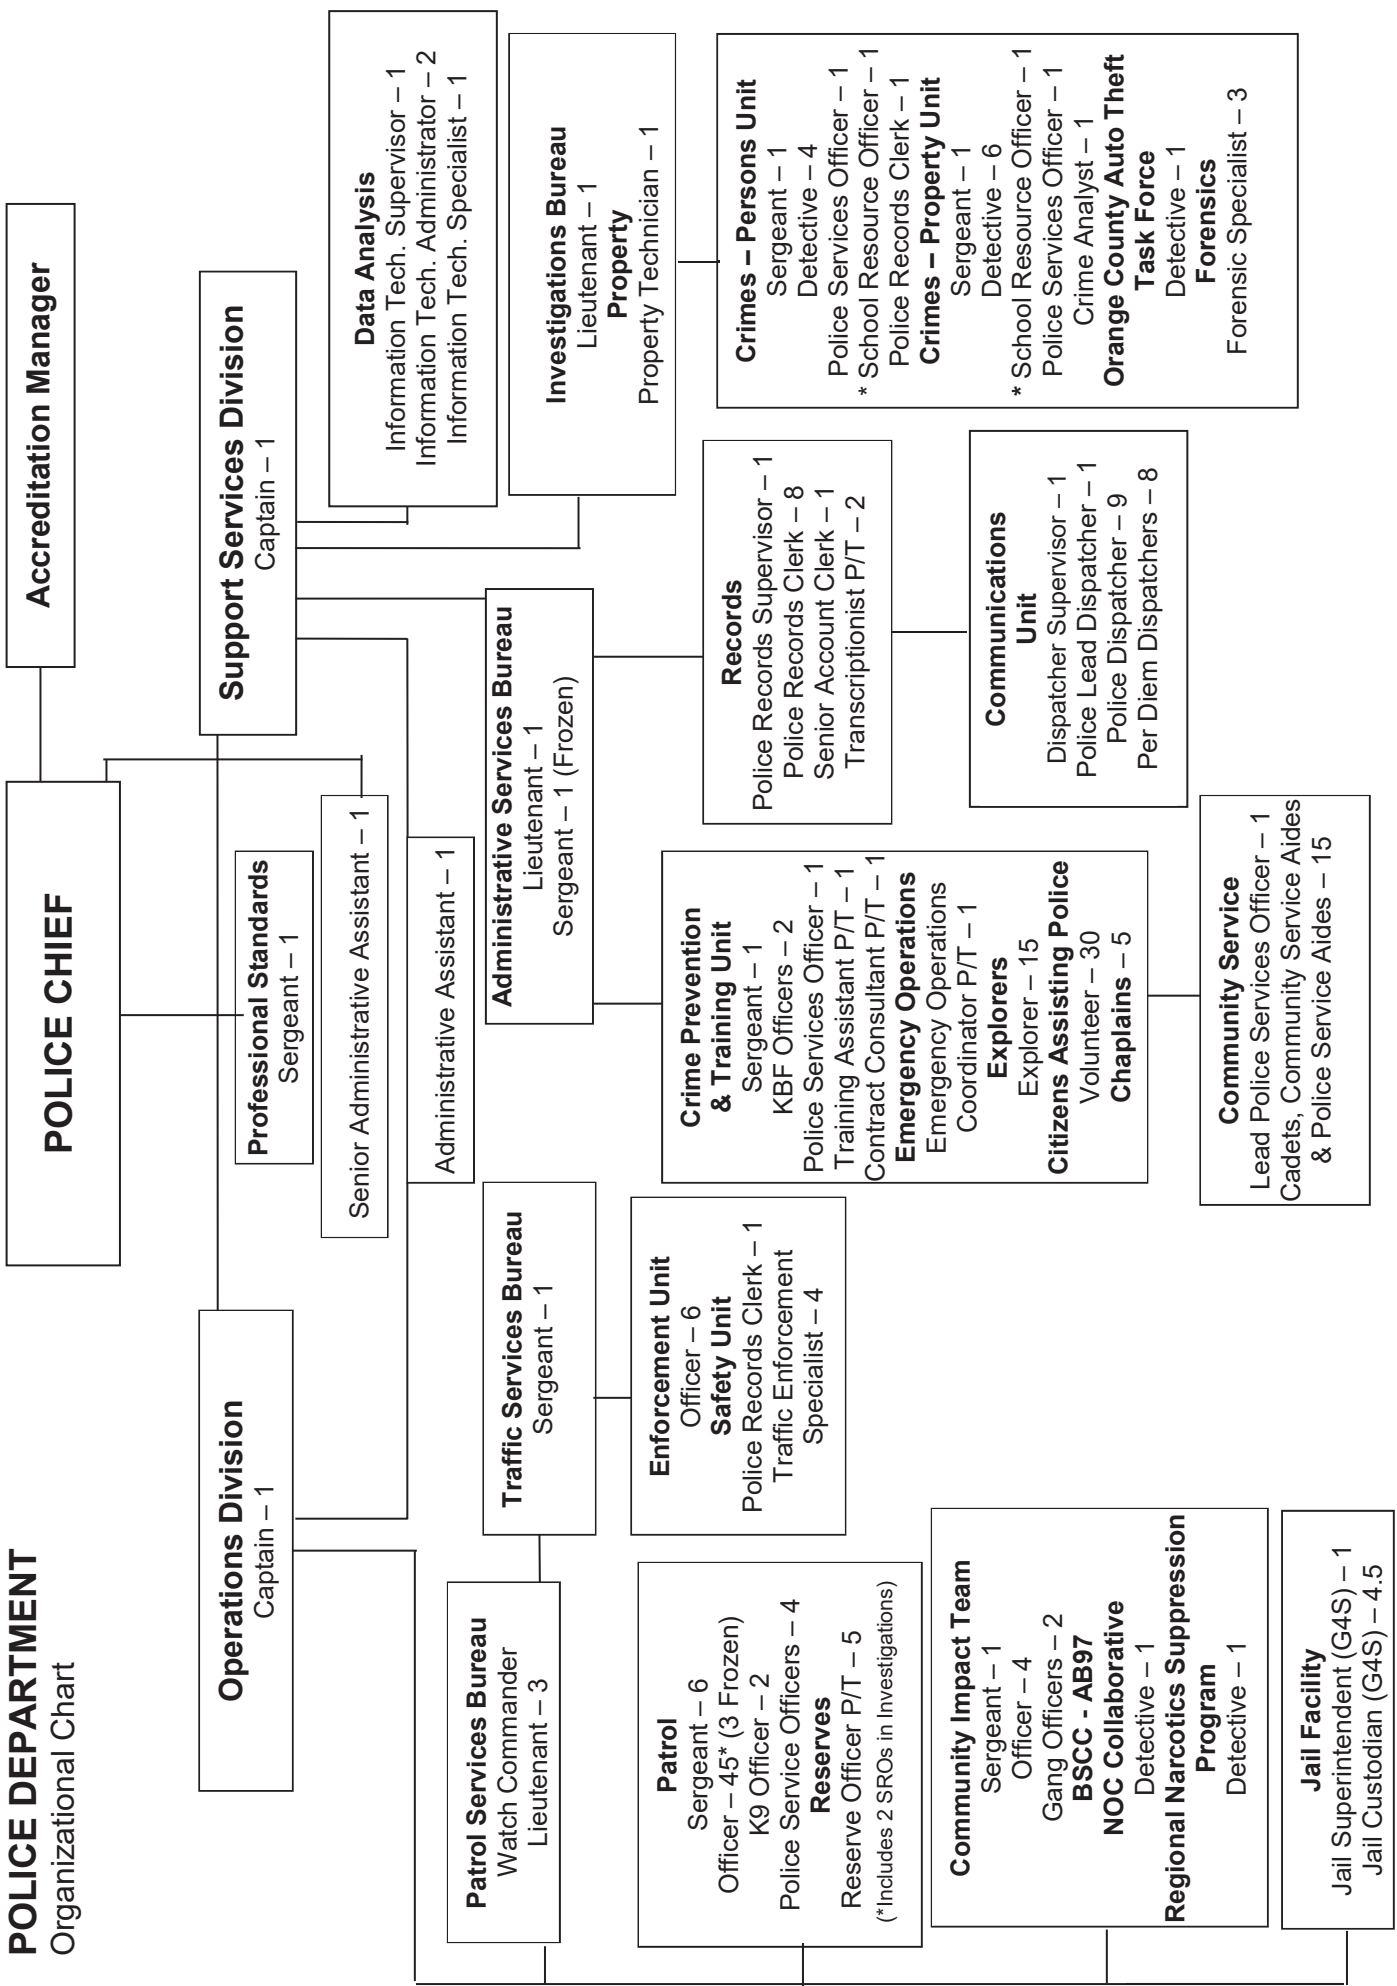 POLICE DEPARTMENT
Organizational Chart
POLICE CHIEF
Accreditation Manager
Professional Standards
Sergeant – 1
Senior Administrative Assistant – 1
Administrative Assistant – 1
Operations Division
Captain – 1
Support Services Division
Captain – 1
Patrol Services Bureau
Watch Commander
Lieutenant – 3
Traffic Services Bureau
Sergeant – 1
Administrative Services Bureau
Lieutenant – 1
Sergeant – 1 (Frozen)
Data Analysis
Information Tech. Supervisor – 1
Information Tech. Administrator – 2
Information Tech. Specialist – 1
Investigations Bureau
Lieutenant – 1
Property
Property Technician – 1
Patrol
Sergeant – 6
Officer – 45* (3 Frozen)
K9 Officer – 2
Police Service Officers – 4
Reserves
Reserve Officer P/T – 5
(*Includes 2 SROs in Investigations)
Enforcement Unit
Officer – 6
Safety Unit
Police Records Clerk – 1
Traffic Enforcement
Specialist – 4
Crime Prevention
& Training Unit
Sergeant – 1
KBF Officers – 2
Police Services Officer – 1
Training Assistant P/T – 1
Contract Consultant P/T – 1
Emergency Operations
Emergency Operations
Coordinator P/T – 1
Explorers
Explorer – 15
Citizens Assisting Police
Volunteer – 30
Chaplains – 5
Records
Police Records Supervisor – 1
Police Records Clerk – 8
Senior Account Clerk – 1
Transcriptionist P/T – 2
Crimes – Persons Unit
Sergeant – 1
Detective – 4
Police Services Officer – 1
* School Resource Officer – 1
Police Records Clerk – 1
Crimes – Property Unit
Sergeant – 1
Detective – 6
* School Resource Officer – 1
Police Services Officer – 1
Crime Analyst – 1
Orange County Auto Theft
Task Force
Detective – 1
Forensics
Forensic Specialist – 3
Community Impact Team
Sergeant – 1
Officer – 4
Gang Officers – 2
BSCC - AB97
NOC Collaborative
Detective – 1
Regional Narcotics Suppression
Program
Detective – 1
Communications
Unit
Dispatcher Supervisor – 1
Police Lead Dispatcher – 1
Police Dispatcher – 9
Per Diem Dispatchers – 8
Community Service
Lead Police Services Officer – 1
Cadets, Community Service Aides
& Police Service Aides – 15
Jail Facility
Jail Superintendent (G4S) – 1
Jail Custodian (G4S) – 4.5